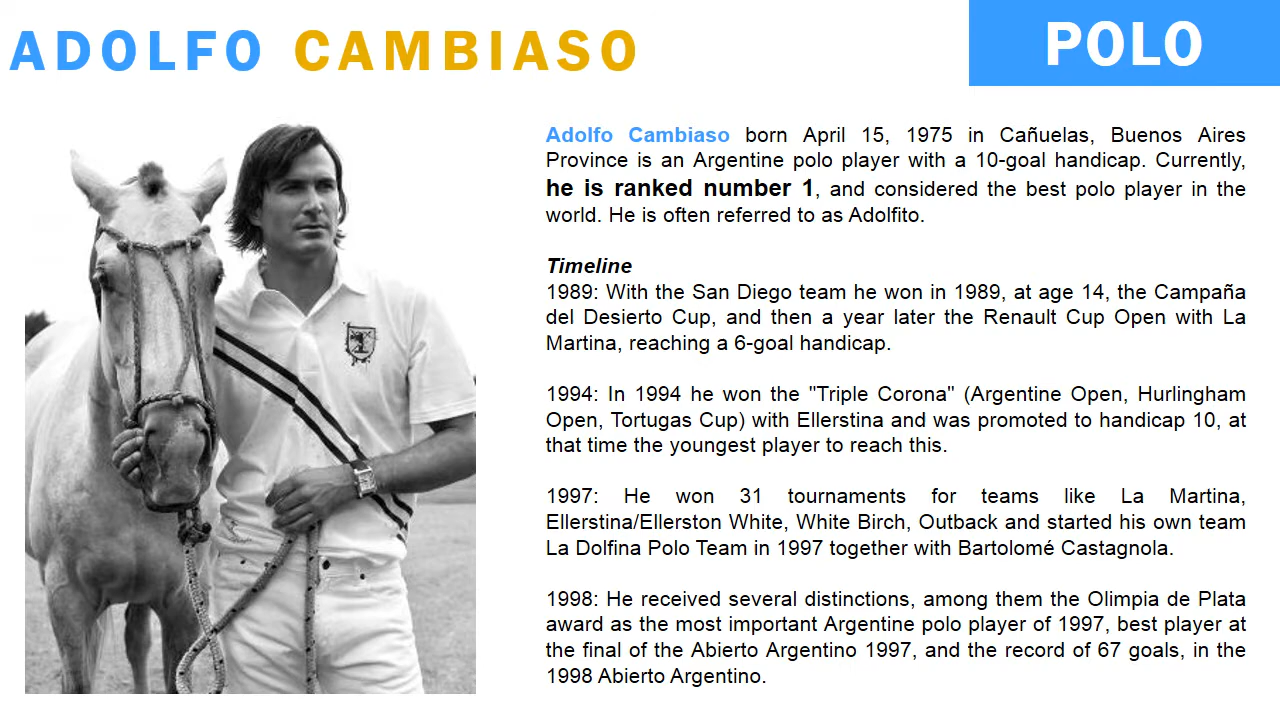 ADOLFO CAMBIASO
POLO
Adolfo Cambiaso born April 15, 1975 in Cañuelas, Buenos Aires
Province is an Argentine polo player with a 10-goal handicap. Currently,
he is ranked number 1, and considered the best polo player in the
world. He is often referred to as Adolfito.
Timeline
1989: With the San Diego team he won in 1989, at age 14, the Campaña
del Desierto Cup, and then a year later the Renault Cup Open with La
Martina, reaching a 6-goal handicap.
1994: In 1994 he won the "Triple Corona" (Argentine Open, Hurlingham
Open, Tortugas Cup) with Ellerstina and was promoted to handicap 10, at
that time the youngest player to reach this.
1997: He won 31 tournaments for teams like La Martina,
Ellerstina/Ellerston White, White Birch, Outback and started his own team
La Dolfina Polo Team in 1997 together with Bartolomé Castagnola.
1998: He received several distinctions, among them the Olimpia de Plata
award as the most important Argentine polo player of 1997, best player at
the final of the Abierto Argentino 1997, and the record of 67 goals, in the
1998 Abierto Argentino.